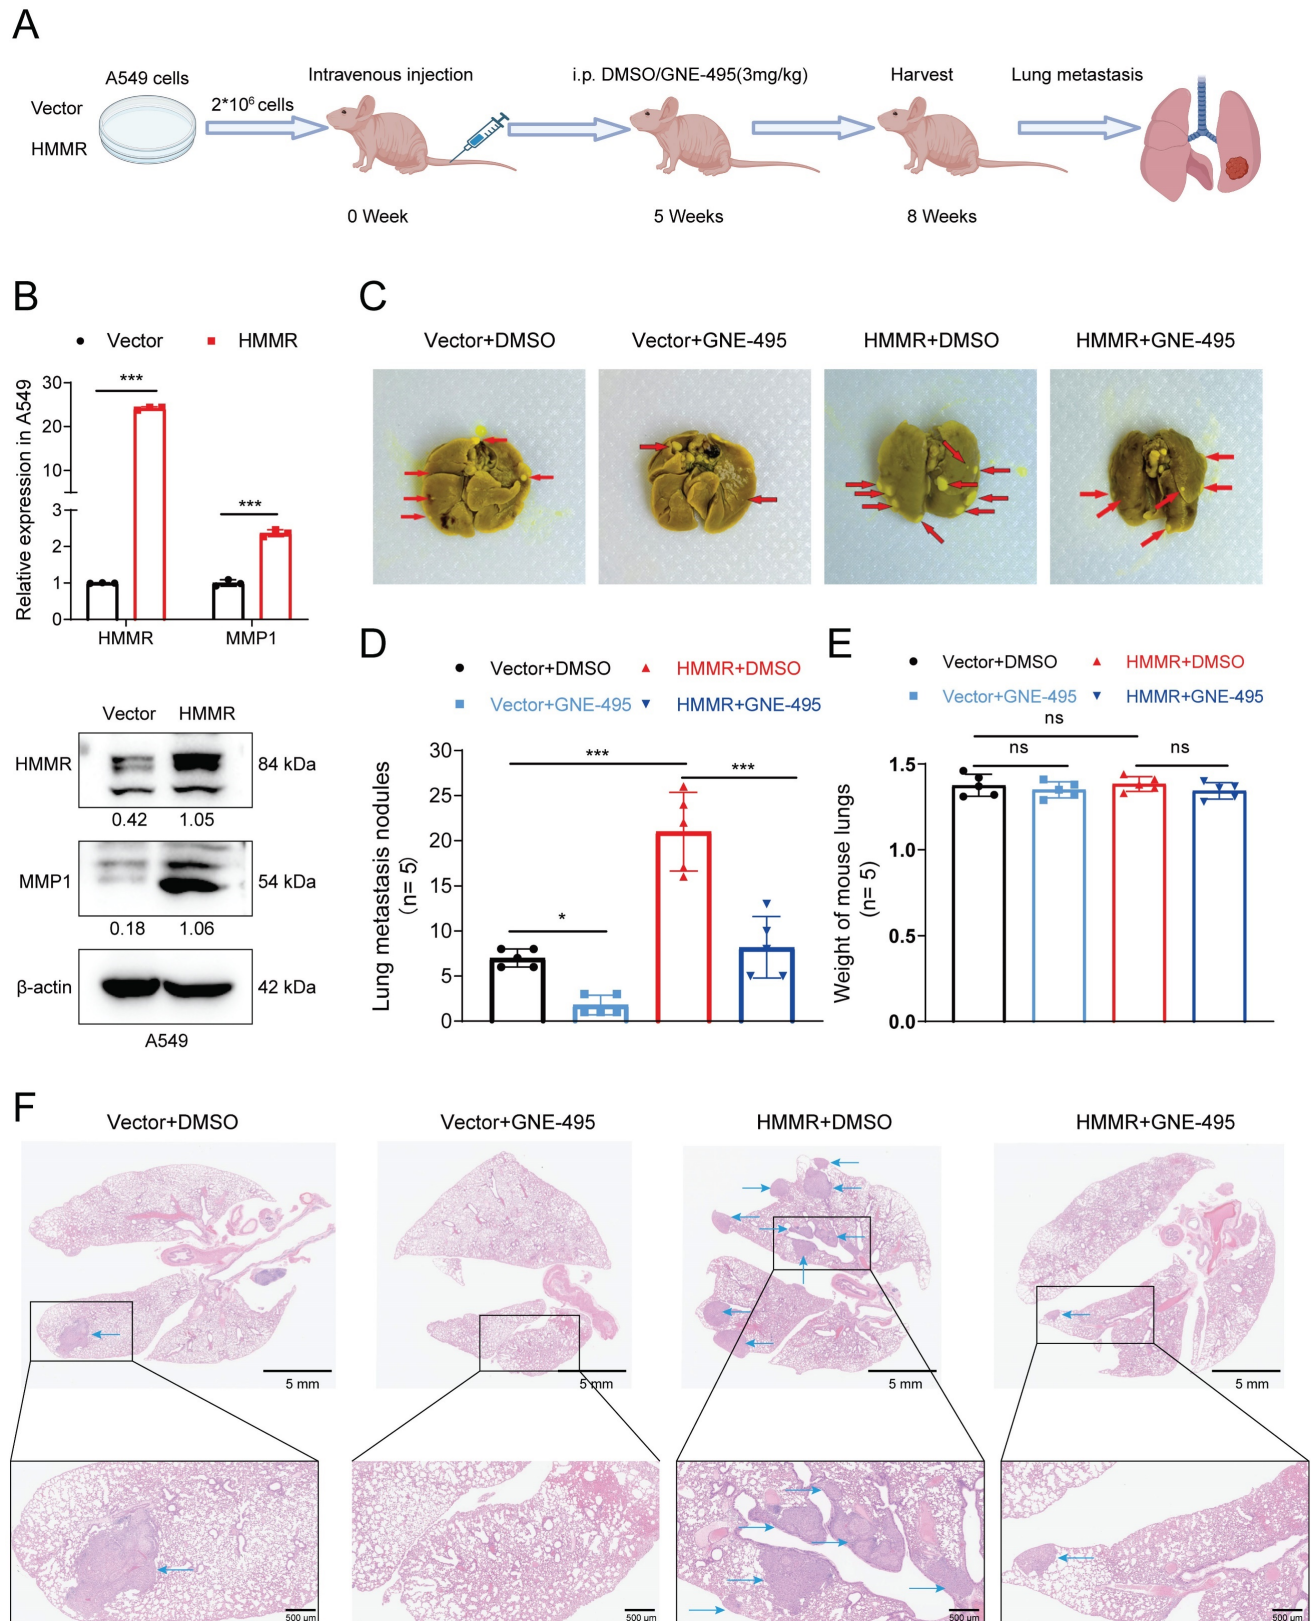 A
A549 cells
Vector
HMMR
2*10⁶ cells
Intravenous injection
i.p. DMSO/GNE-495(3mg/kg)
Harvest
Lung metastasis
0 Week
5 Weeks
8 Weeks
B
Vector
HMMR
Relative expression in A549
30
20
10
3
2
1
0
***
***
HMMR
MMP1
Vector
HMMR
HMMR
84 kDa
0.42
1.05
MMP1
54 kDa
0.18
1.06
β-actin
42 kDa
A549
C
Vector+DMSO
Vector+GNE-495
HMMR+DMSO
HMMR+GNE-495
D
Vector+DMSO
HMMR+DMSO
Vector+GNE-495
HMMR+GNE-495
Lung metastasis nodules
(n= 5)
30
25
20
15
10
5
0
***
***
*
E
Vector+DMSO
HMMR+DMSO
Vector+GNE-495
HMMR+GNE-495
Weight of mouse lungs
(n= 5)
1.5
1.0
0.5
0.0
ns
ns
ns
F
Vector+DMSO
Vector+GNE-495
HMMR+DMSO
HMMR+GNE-495
5 mm
5 mm
5 mm
5 mm
500 μm
500 μm
500 μm
500 μm